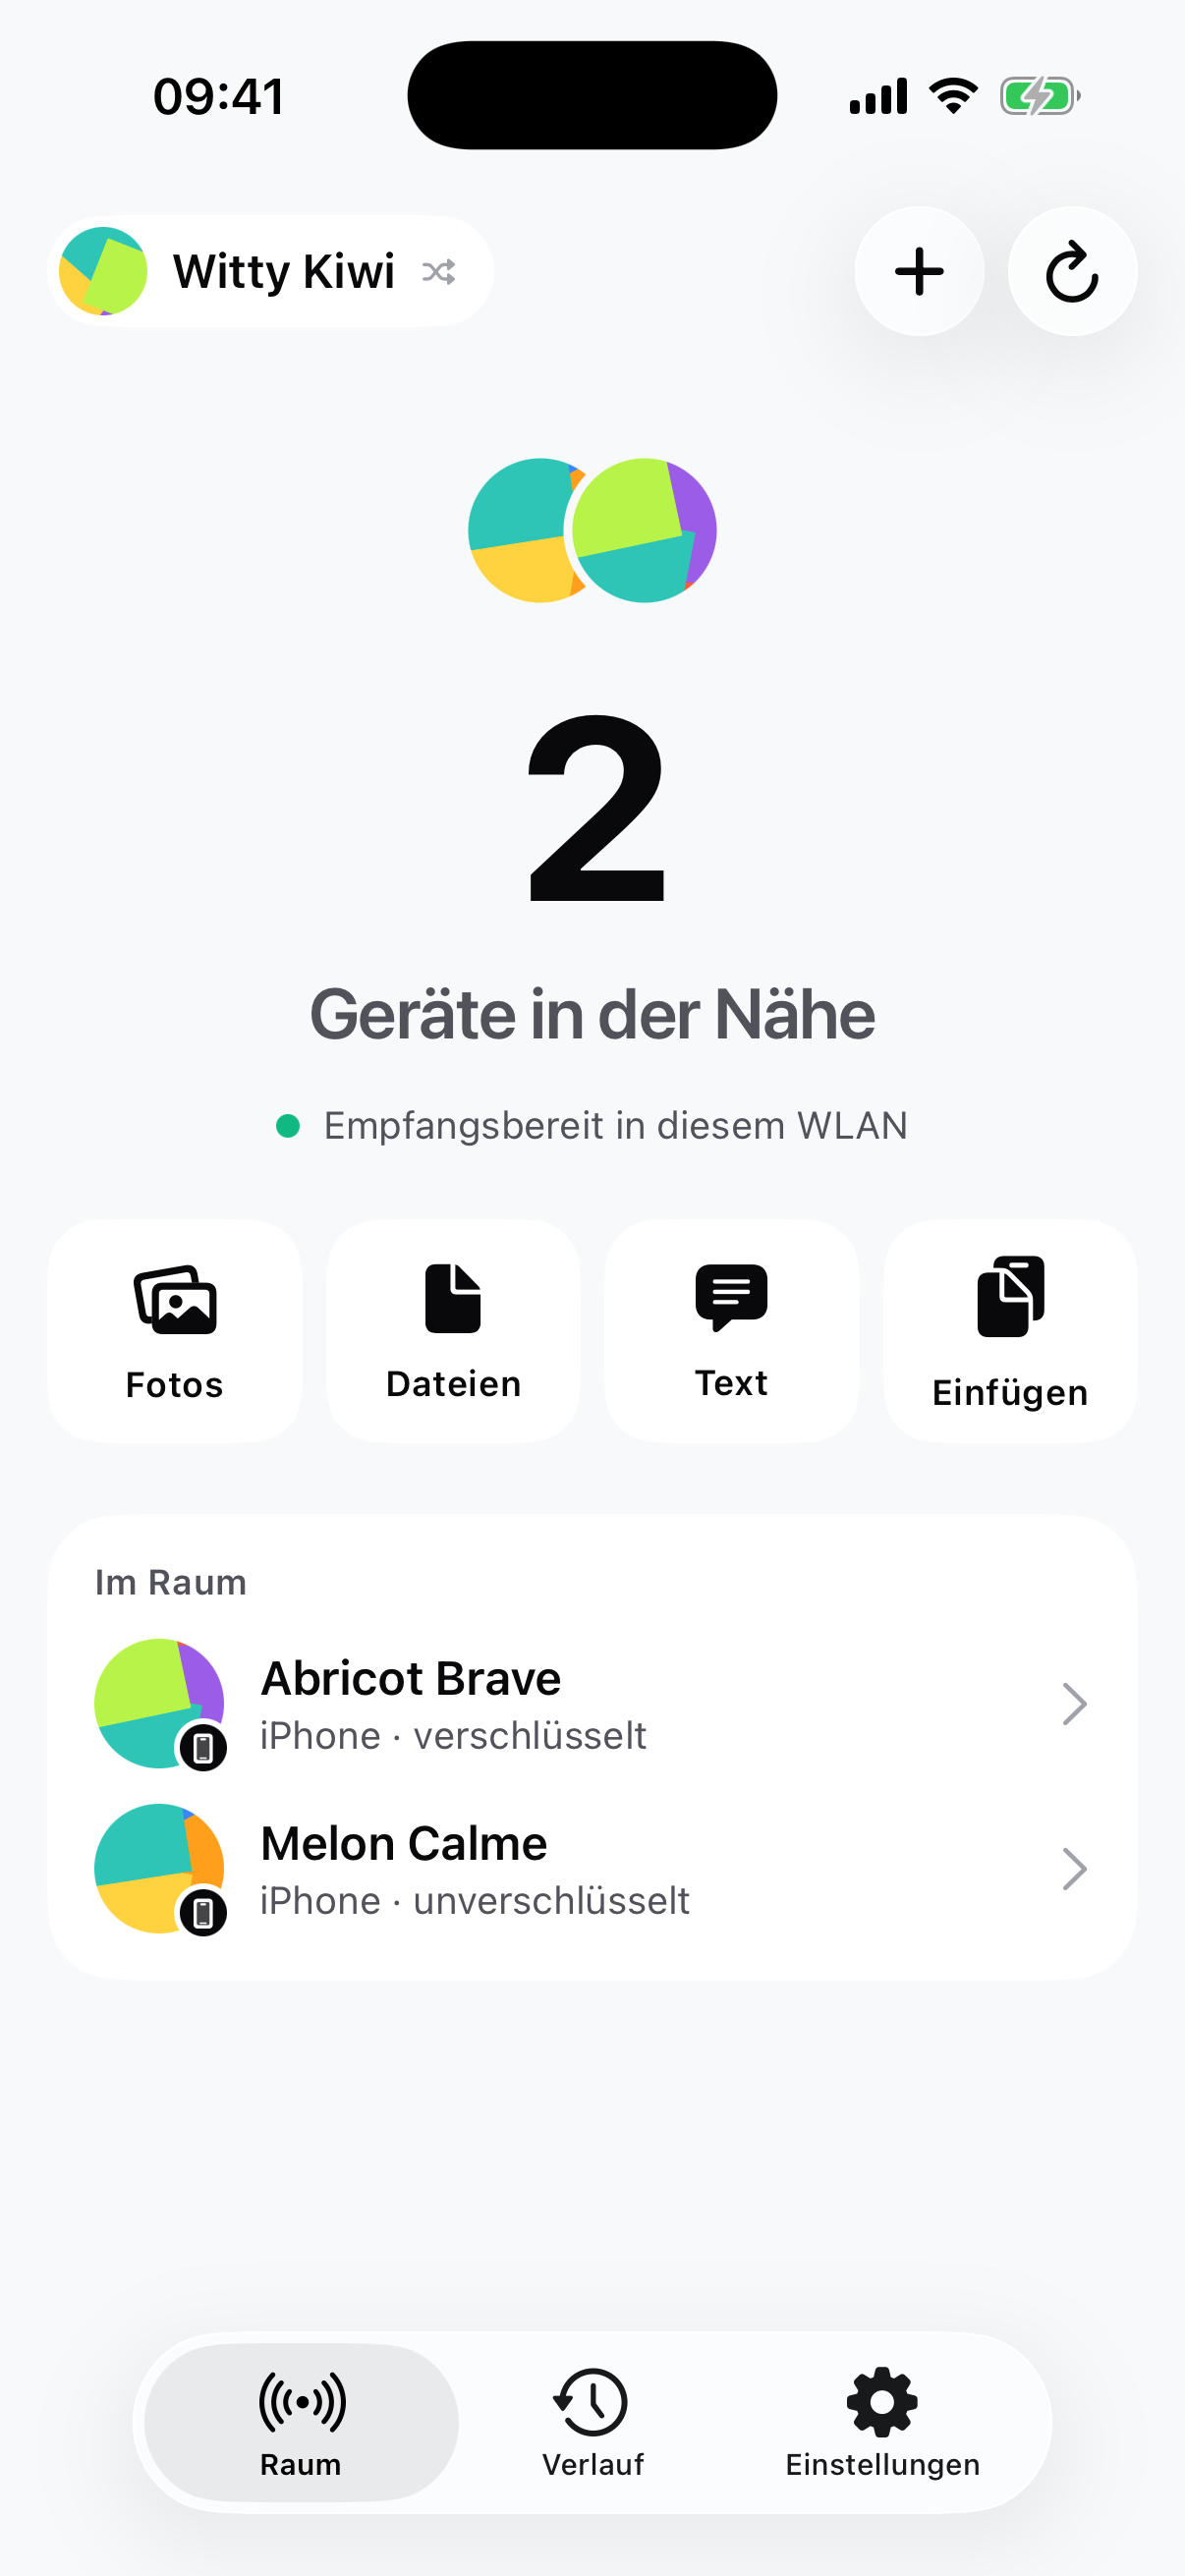 09:41
Witty Kiwi
2
Geräte in der Nähe
Empfangsbereit in diesem WLAN
Fotos
Dateien
Text
Einfügen
Im Raum
Abricot Brave
iPhone · verschlüsselt
Melon Calme
iPhone · unverschlüsselt
Raum
Verlauf
Einstellungen